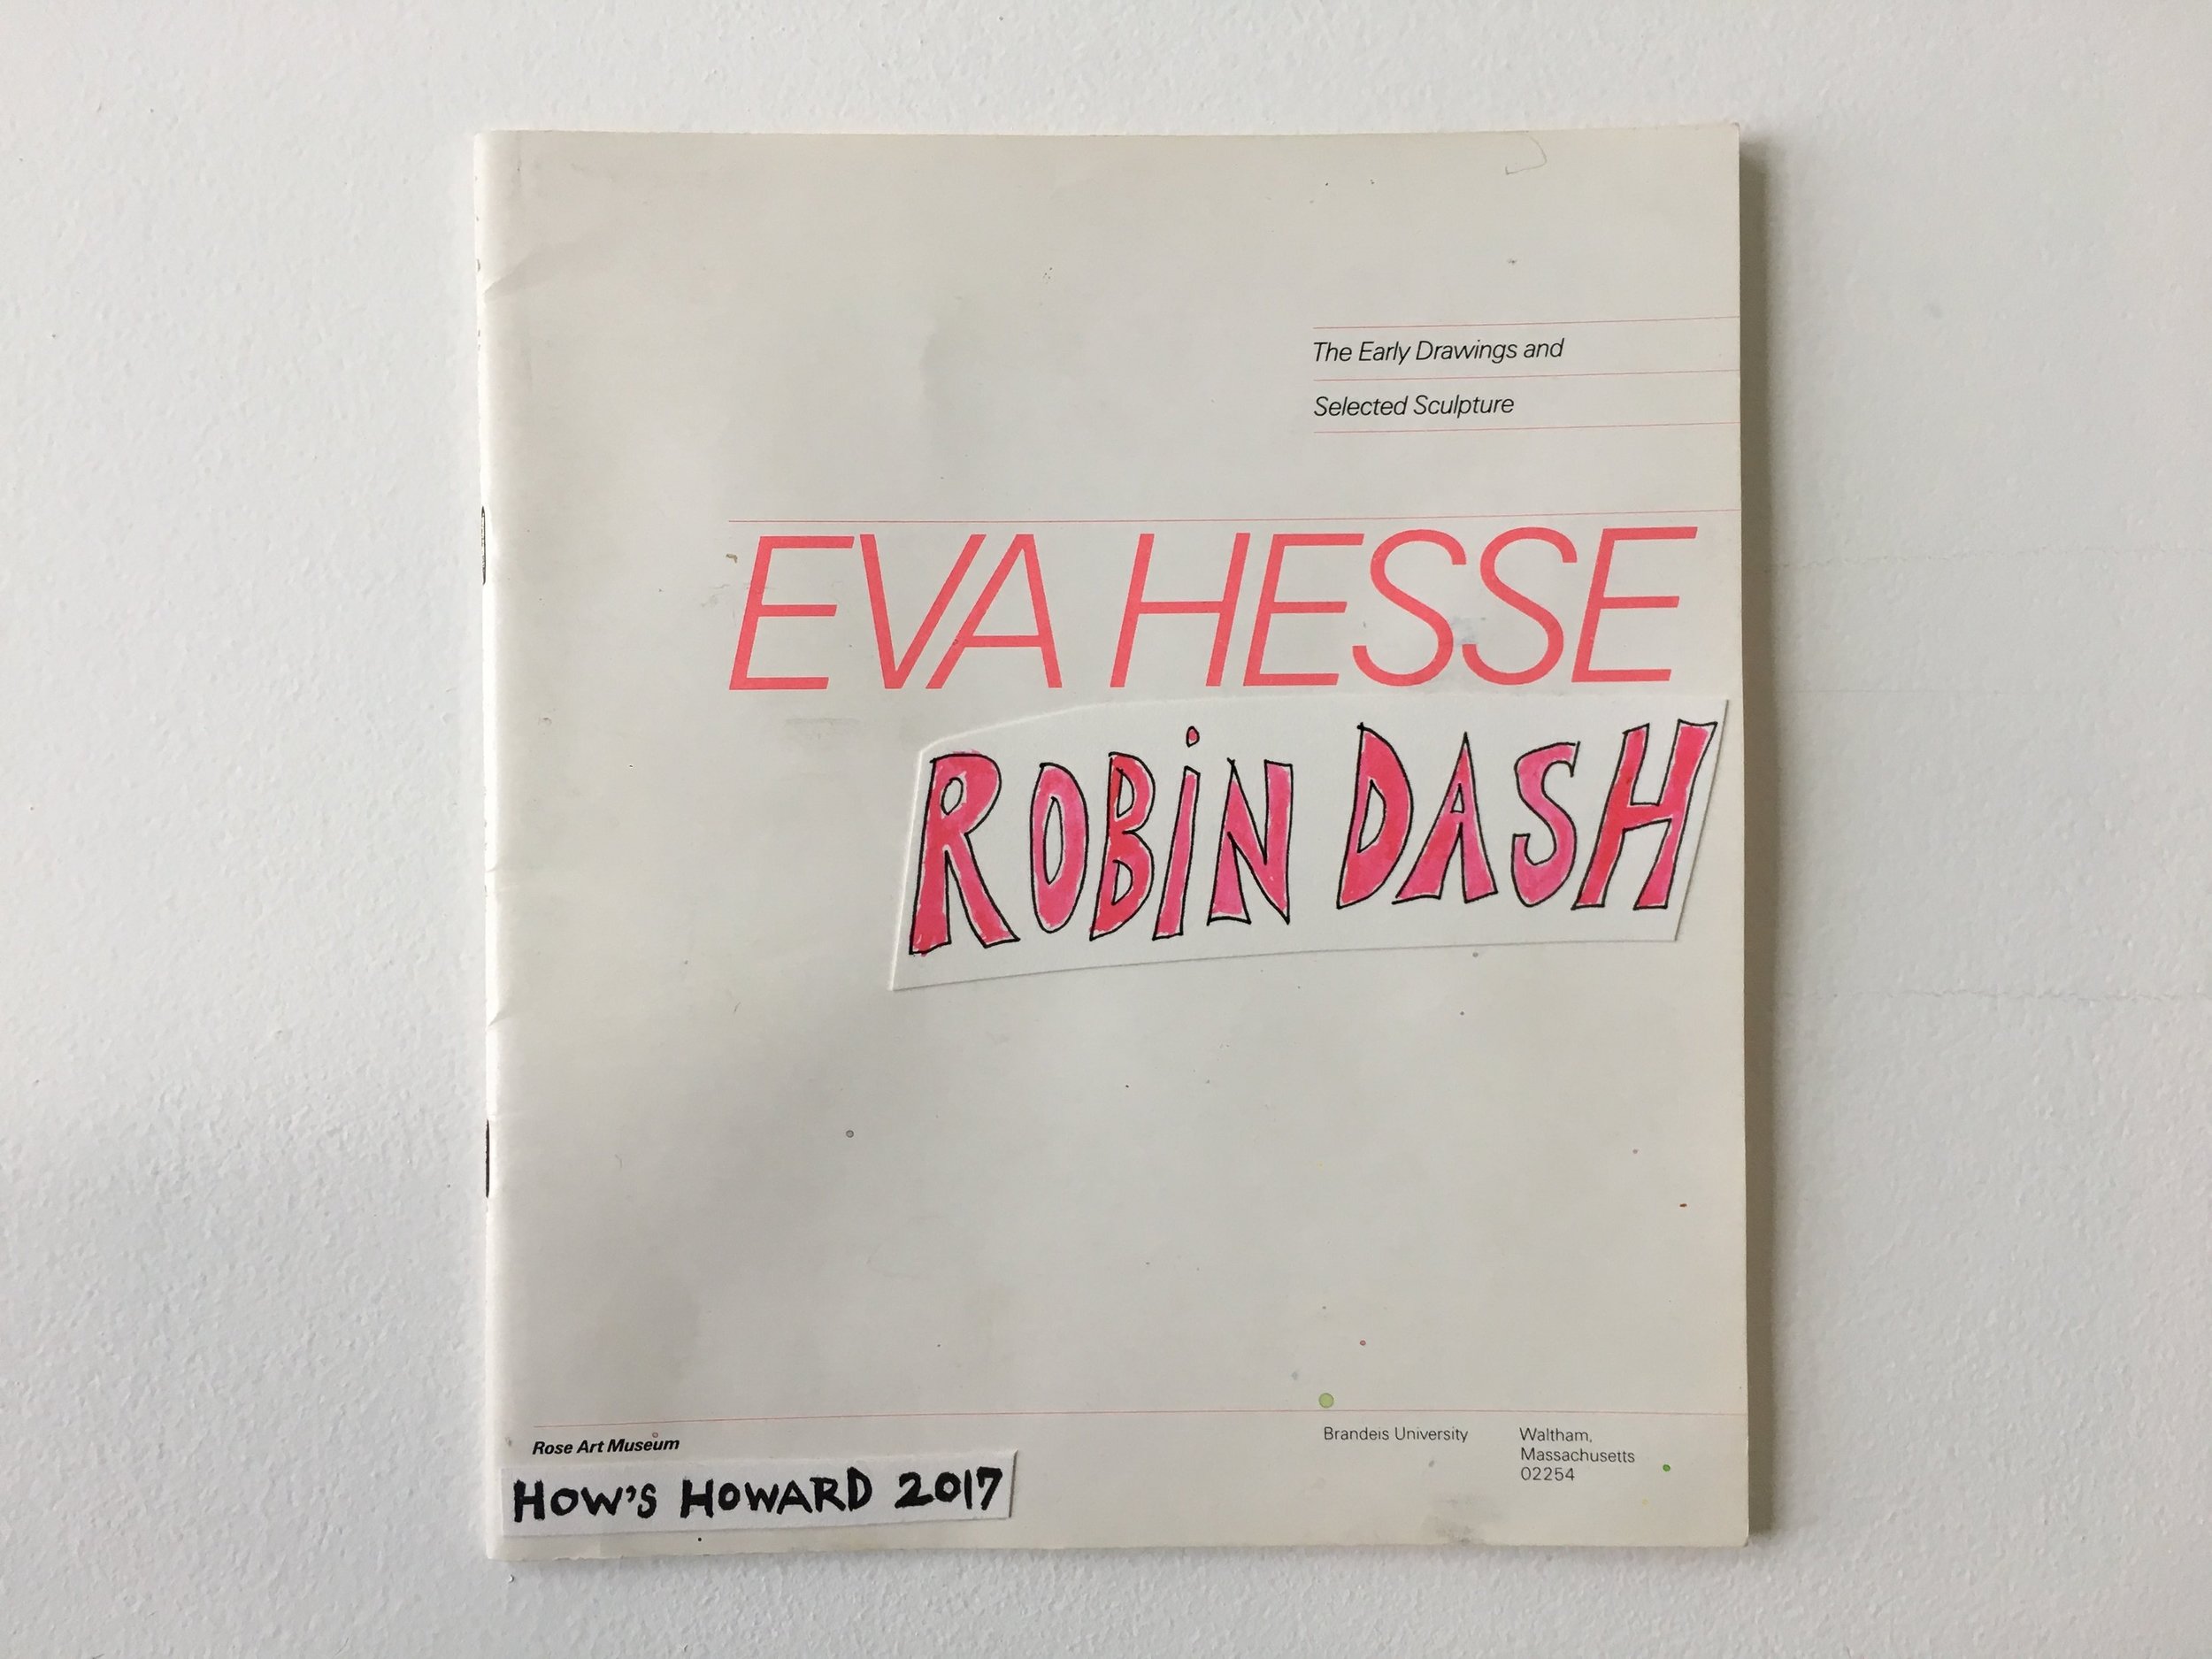 The Early Drawings and
Selected Sculpture
EVA HESSE
ROBiN DASH
Rose Art Museum
HOW'S HOWARD 2017
Brandeis University
Waltham,
Massachusetts
02254